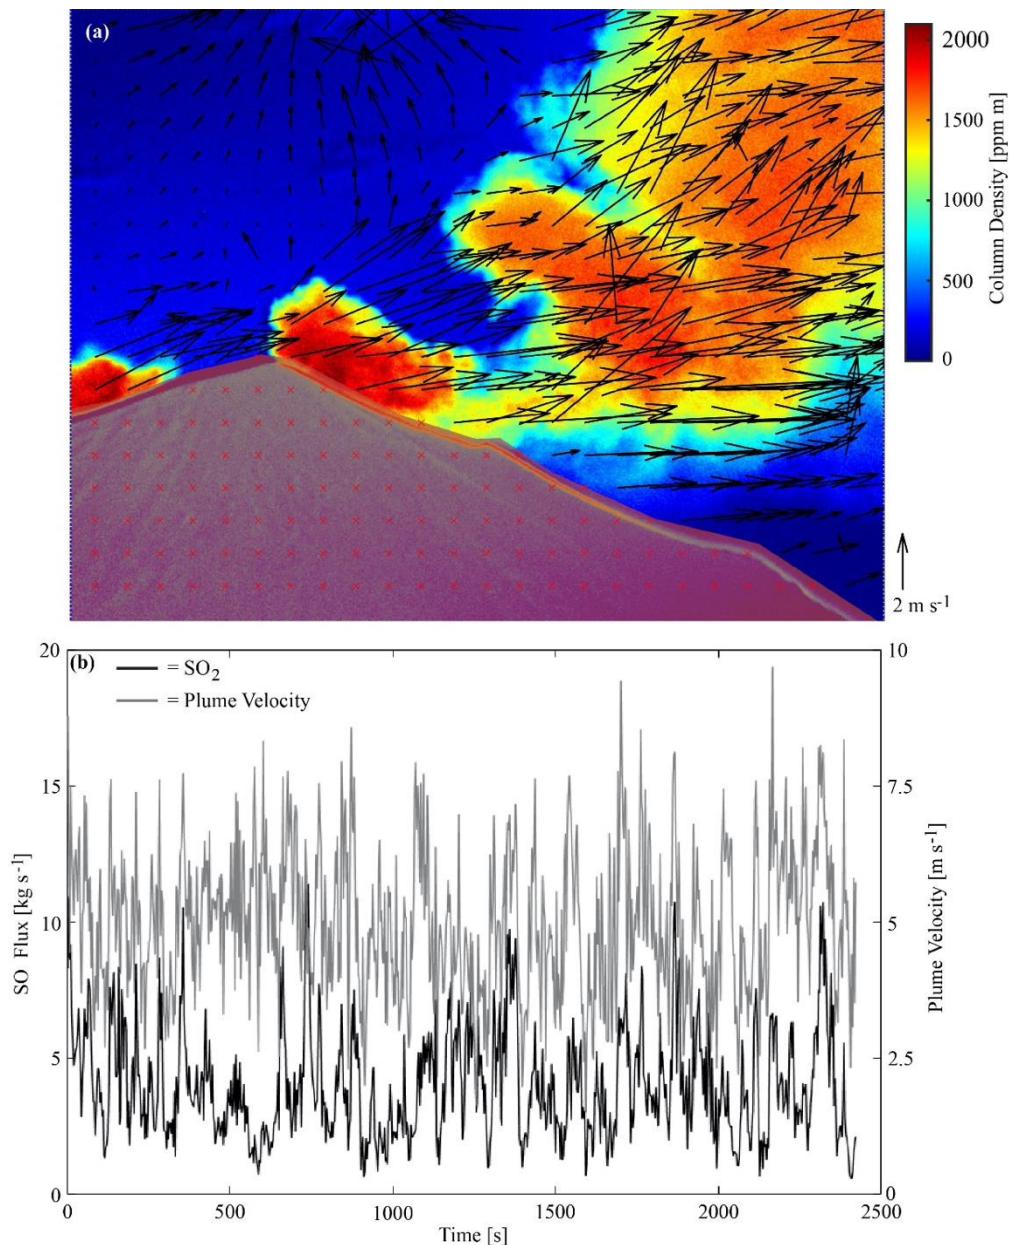 (a)
2000
1500
1000
500
0
Column Density [ppm m]
2 m s⁻¹
(b)
= SO₂
= Plume Velocity
20
15
10
5
0
SO Flux [kg s⁻¹]
10
7.5
5
2.5
0
Plume Velocity [m s⁻¹]
0 500 1000 1500 2000 2500
Time [s]